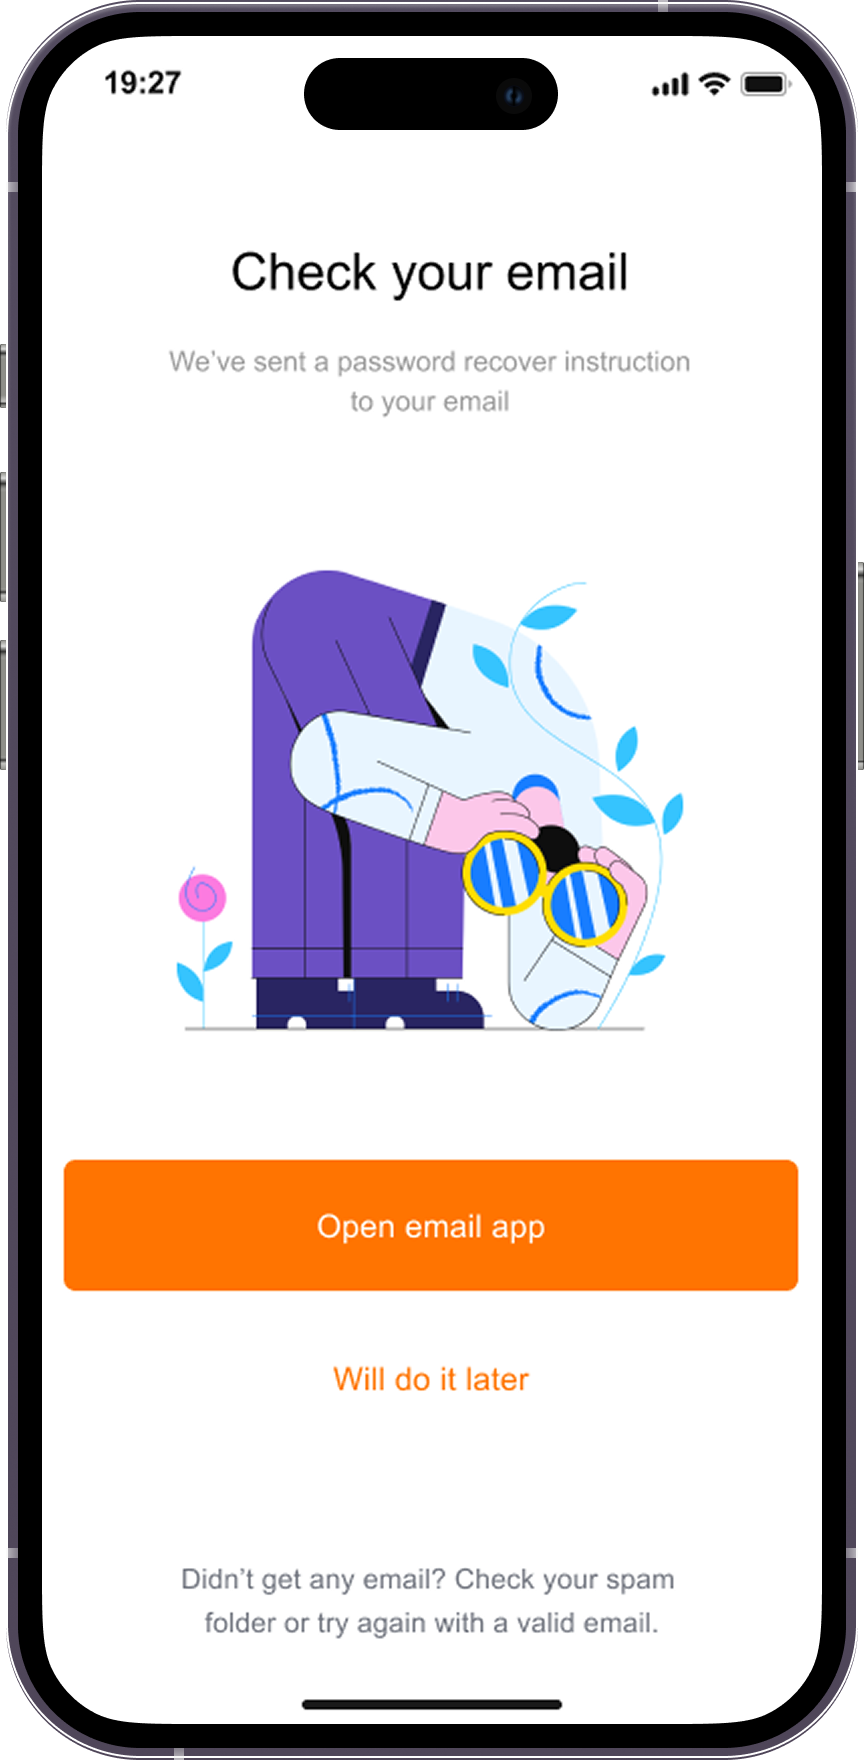 19:27
Check your email
We've sent a password recover instruction
to your email
Open email app
Will do it later
Didn't get any email? Check your spam
folder or try again with a valid email.